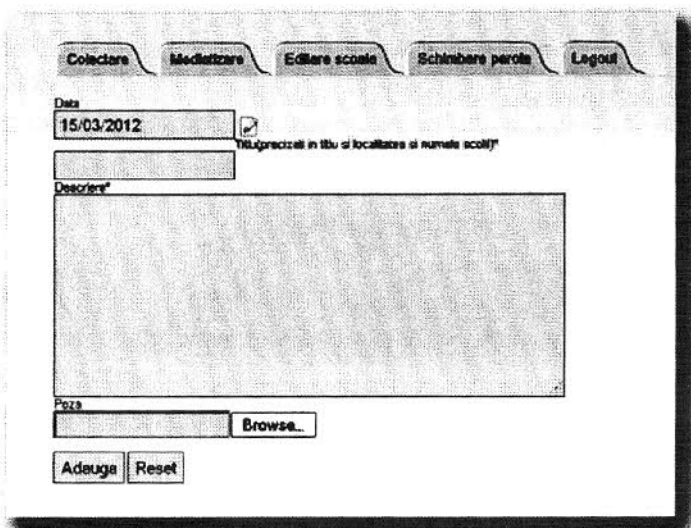 Colectare Mediatizare Editare scoala Schimbare parola Logout
Data
15/03/2012
Titlu(precizati in titlu si localitatea si numele scolii)*
Descriere*
Poza
Browse...
Adauga Reset